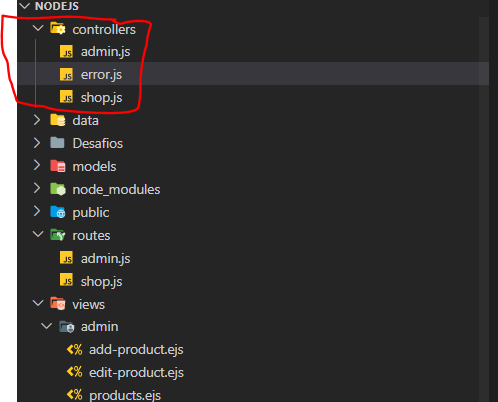 NODEJS
controllers
JS admin.js
JS error.js
JS shop.js
data
Desafios
models
node_modules
public
routes
JS admin.js
JS shop.js
views
admin
<%> add-product.ejs
<%> edit-product.ejs
<%> products.ejs